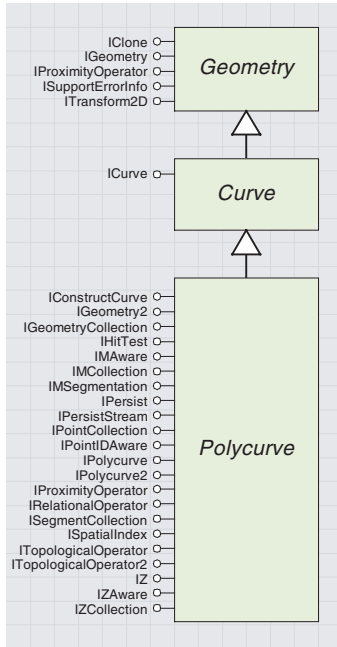 IClone
IGeometry
IProximityOperator
ISupportErrorInfo
ITransform2D
Geometry
ICurve
Curve
IConstructCurve
IGeometry2
IGeometryCollection
IHitTest
IMAware
IMCollection
IMSegmentation
IPersist
IPersistStream
IPointCollection
IPointIDAware
IPolycurve
IPolycurve2
IProximityOperator
IRelationalOperator
ISegmentCollection
ISpatialIndex
ITopologicalOperator
ITopologicalOperator2
IZ
IZAware
IZCollection
Polycurve